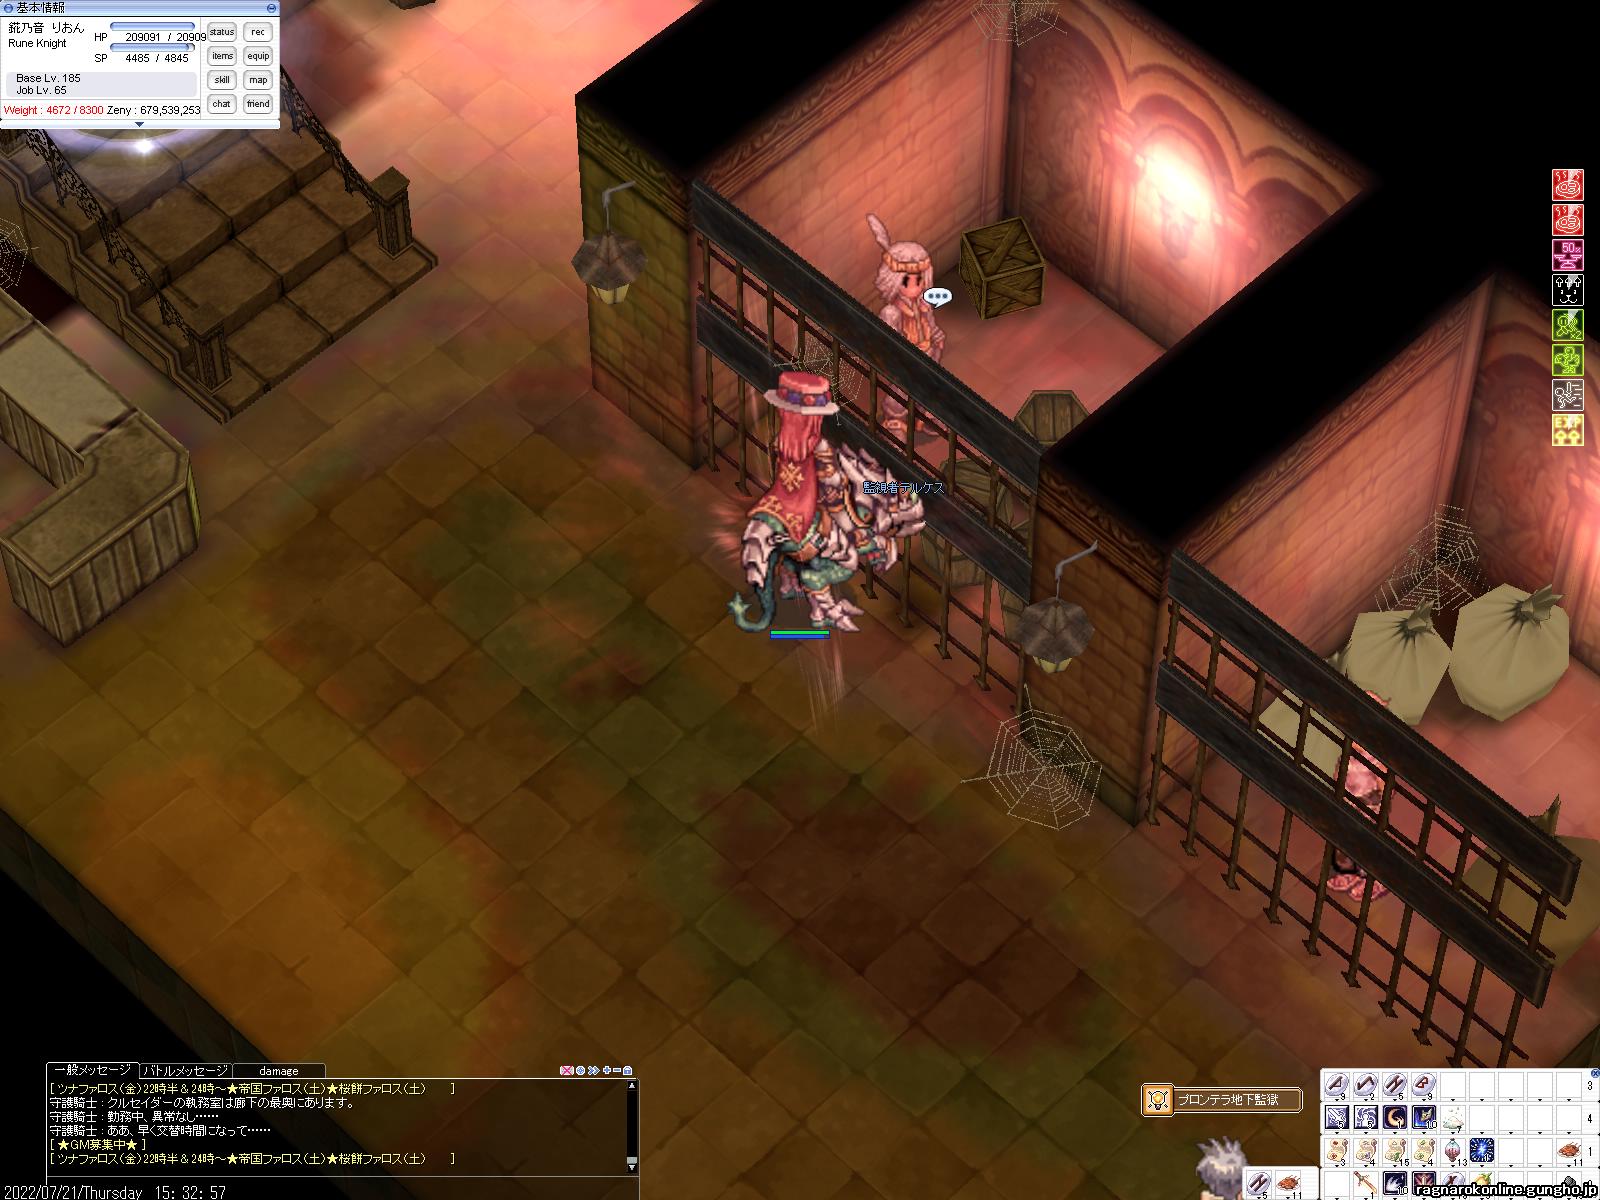 基本情報
鋕乃音 りおん
Rune Knight
HP 209091 / 20909
SP 4485 / 4845
Base Lv. 185
Job Lv. 65
Weight : 4672 / 8300 Zeny : 679,539,253
status rec
items equip
skill map
chat friend
50%
×2
EXP
監視者デルケス
プロンテラ地下監獄
一般メッセージ バトルメッセージ damage
[ ツナファロス(金)22時半＆24時～★帝国ファロス(土)★桜餅ファロス(土) ]
守護騎士 : クルセイダーの執務室は廊下の最奥にあります。
守護騎士 : 勤務中、異常なし……
守護騎士 : ああ、早く交替時間になって……
[ ★GM募集中★ ]
[ ツナファロス(金)22時半＆24時～★帝国ファロス(土)★桜餅ファロス(土) ]
2022/07/21/Thursday 15: 32: 57
ragnarokonline.gungho.jp